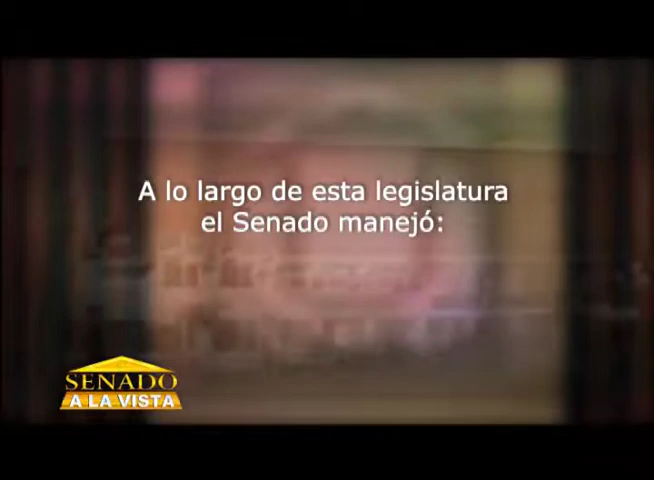 A lo largo de esta legislatura
el Senado manejó:
SENADO
A LA VISTA